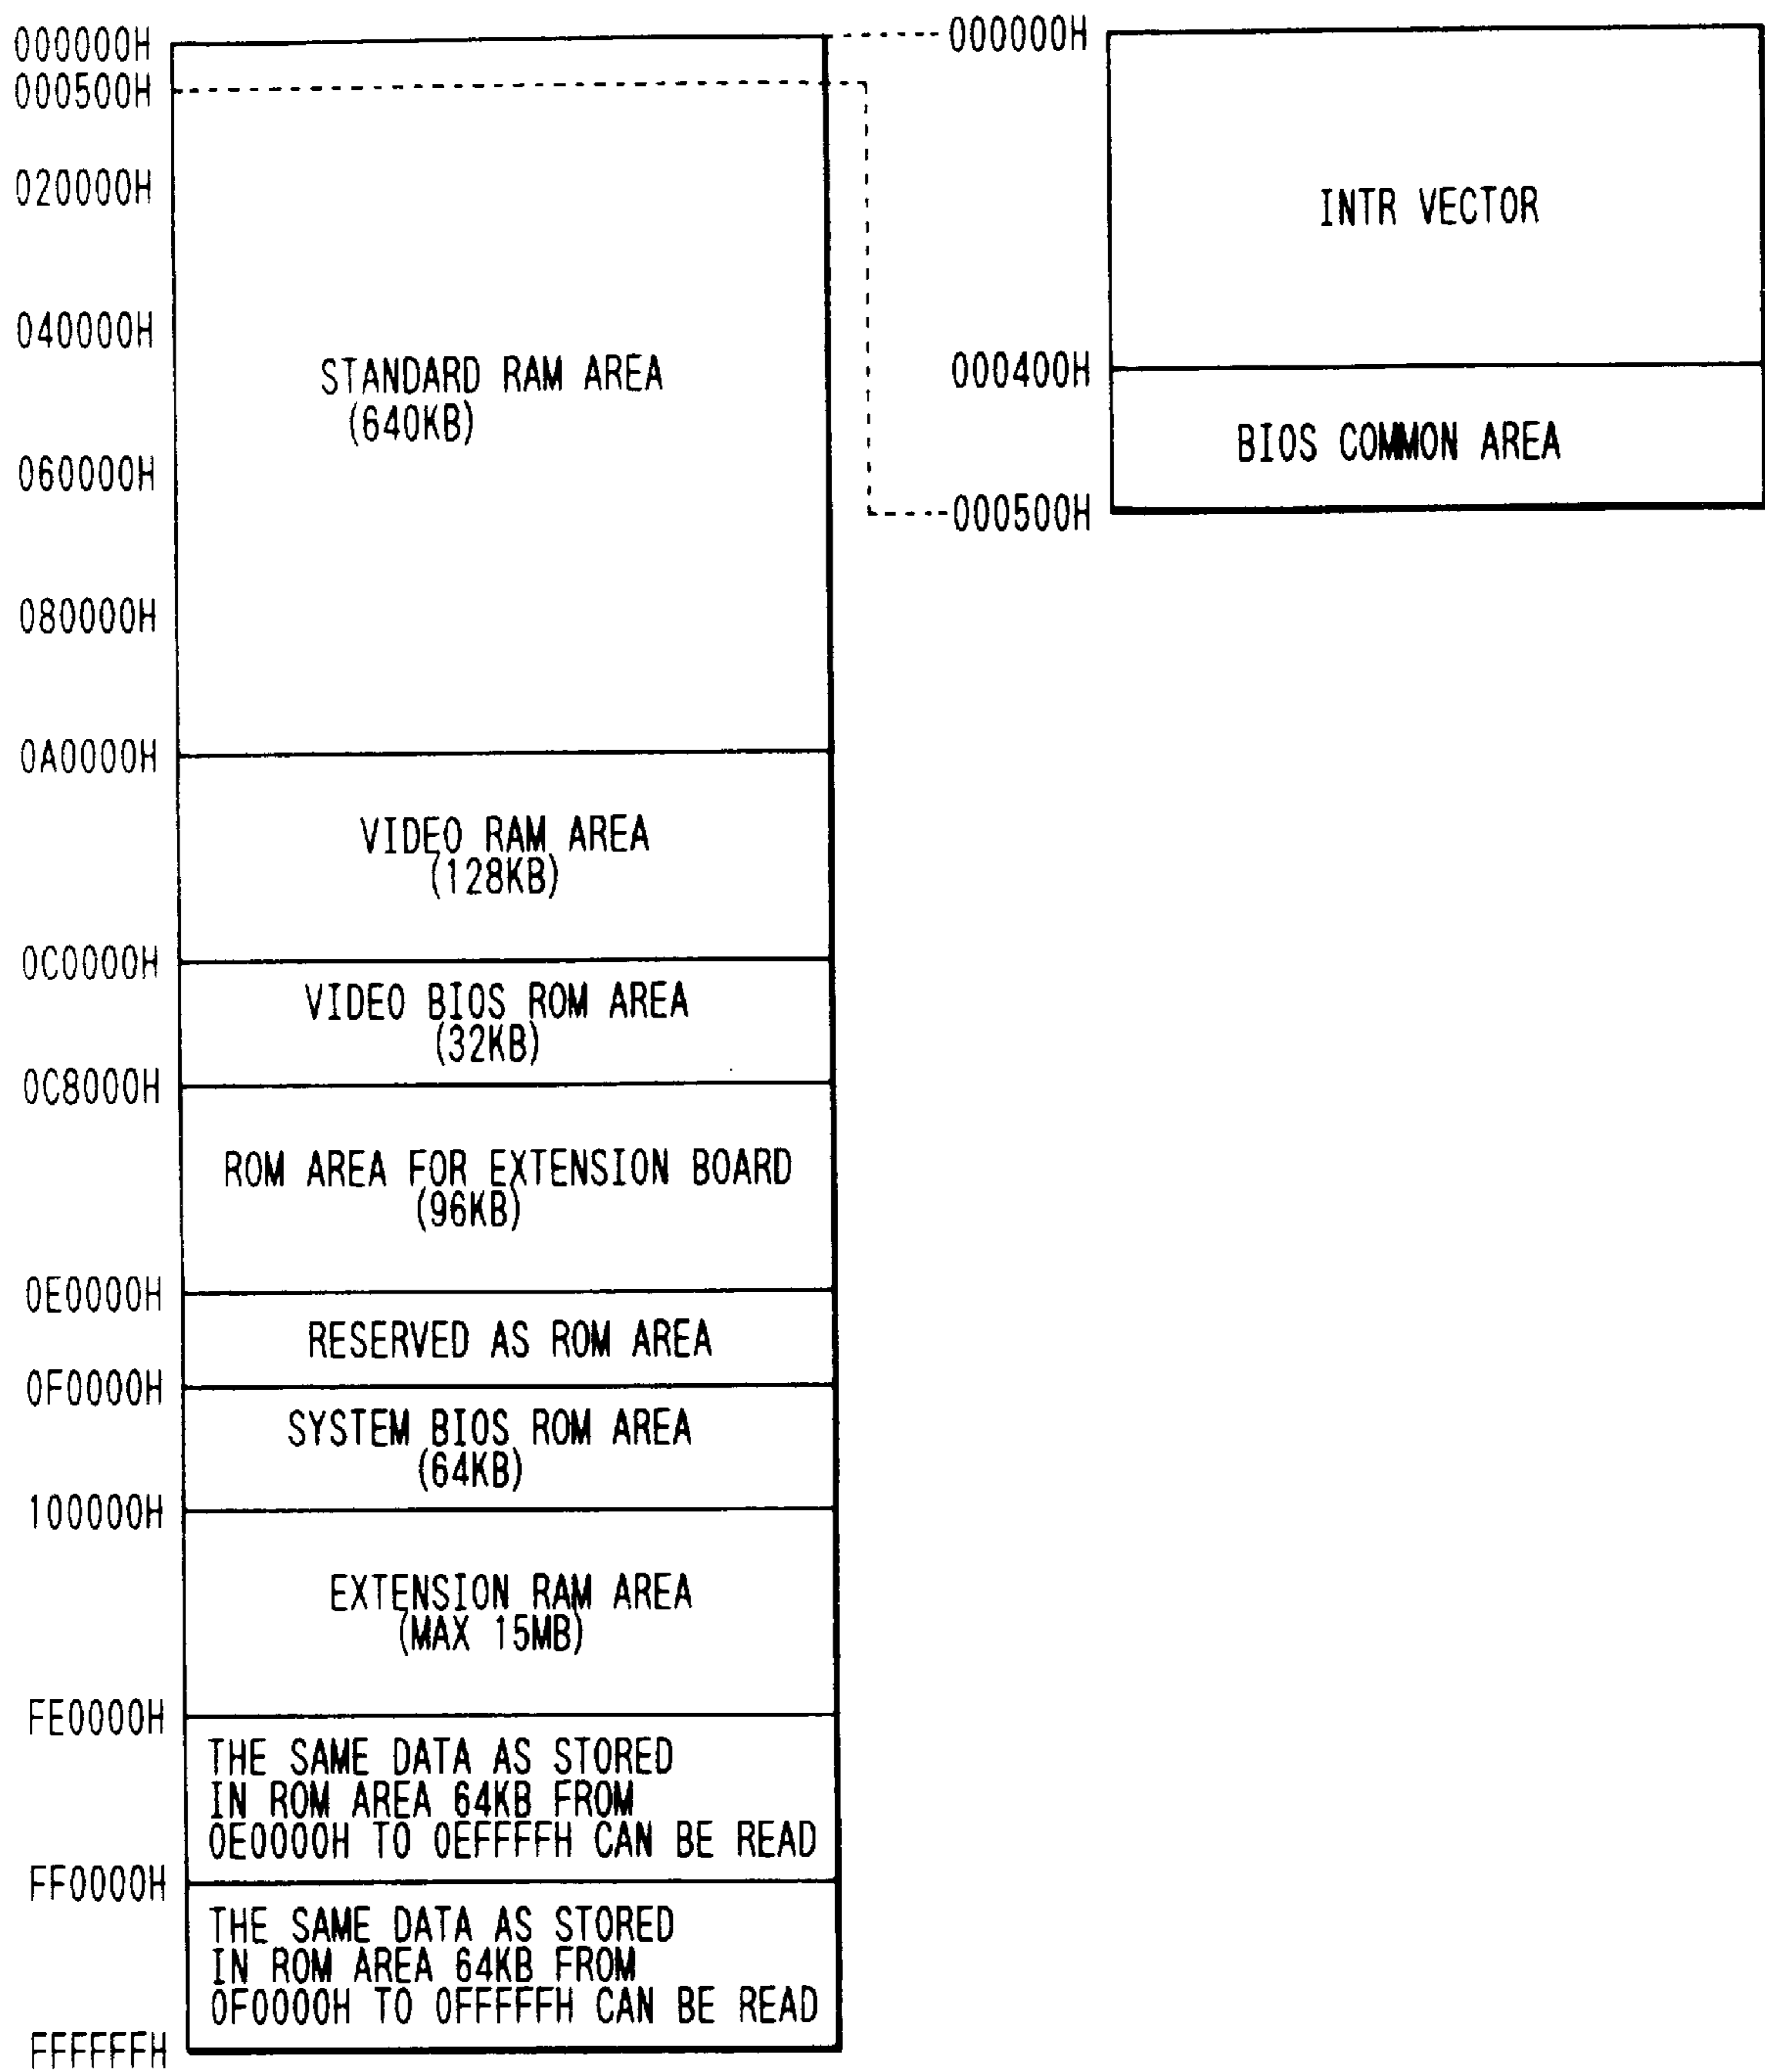 000000H
000500H
020000H
040000H
STANDARD RAM AREA
(640KB)
060000H
080000H
0A0000H
VIDEO RAM AREA
(128KB)
0C0000H
VIDEO BIOS ROM AREA
(32KB)
0C8000H
ROM AREA FOR EXTENSION BOARD
(96KB)
0E0000H
RESERVED AS ROM AREA
0F0000H
SYSTEM BIOS ROM AREA
(64KB)
100000H
EXTENSION RAM AREA
(MAX 15MB)
FE0000H
THE SAME DATA AS STORED
IN ROM AREA 64KB FROM
0E0000H TO 0EFFFFH CAN BE READ
FF0000H
THE SAME DATA AS STORED
IN ROM AREA 64KB FROM
0F0000H TO 0FFFFFH CAN BE READ
FFFFFFH
000000H
INTR VECTOR
000400H
BIOS COMMON AREA
000500H